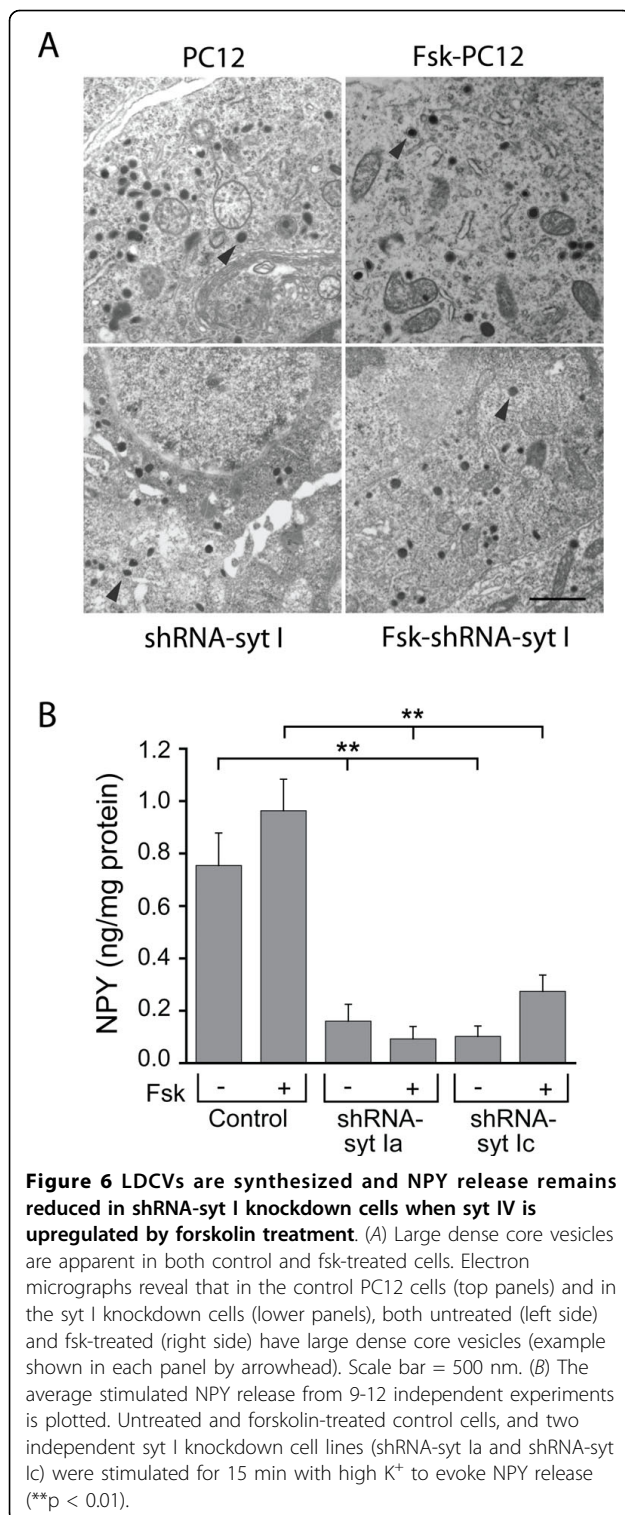 A
PC12 Fsk-PC12
shRNA-syt I Fsk-shRNA-syt I
B
** 
**
NPY (ng/mg protein)
1.2
1.0
0.8
0.6
0.4
0.2
0.0
Fsk - + - + - +
Control shRNA- shRNA-
syt Ia syt Ic
Figure 6 LDCVs are synthesized and NPY release remains
reduced in shRNA-syt I knockdown cells when syt IV is
upregulated by forskolin treatment. (A) Large dense core vesicles
are apparent in both control and fsk-treated cells. Electron
micrographs reveal that in the control PC12 cells (top panels) and in
the syt I knockdown cells (lower panels), both untreated (left side)
and fsk-treated (right side) have large dense core vesicles (example
shown in each panel by arrowhead). Scale bar = 500 nm. (B) The
average stimulated NPY release from 9-12 independent experiments
is plotted. Untreated and forskolin-treated control cells, and two
independent syt I knockdown cell lines (shRNA-syt Ia and shRNA-syt
Ic) were stimulated for 15 min with high K⁺ to evoke NPY release
(**p < 0.01).